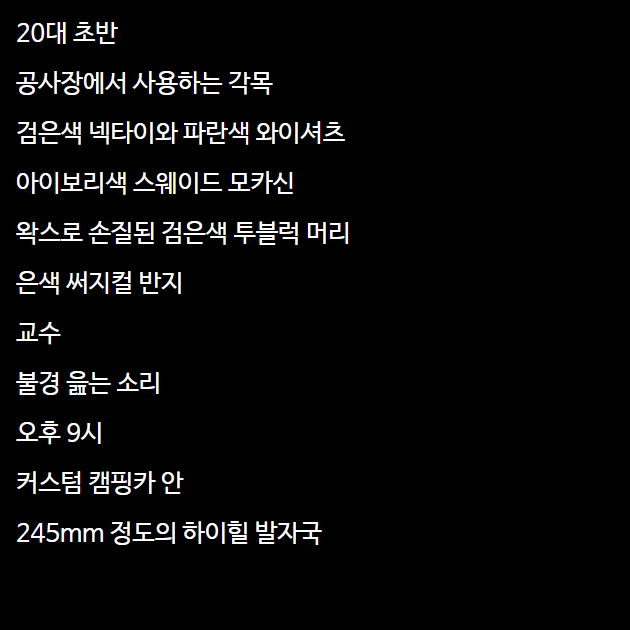 20대 초반
공사장에서 사용하는 각목
검은색 넥타이와 파란색 와이셔츠
아이보리색 스웨이드 모카신
왁스로 손질된 검은색 투블럭 머리
은색 써지컬 반지
교수
불경 읊는 소리
오후 9시
커스텀 캠핑카 안
245mm 정도의 하이힐 발자국